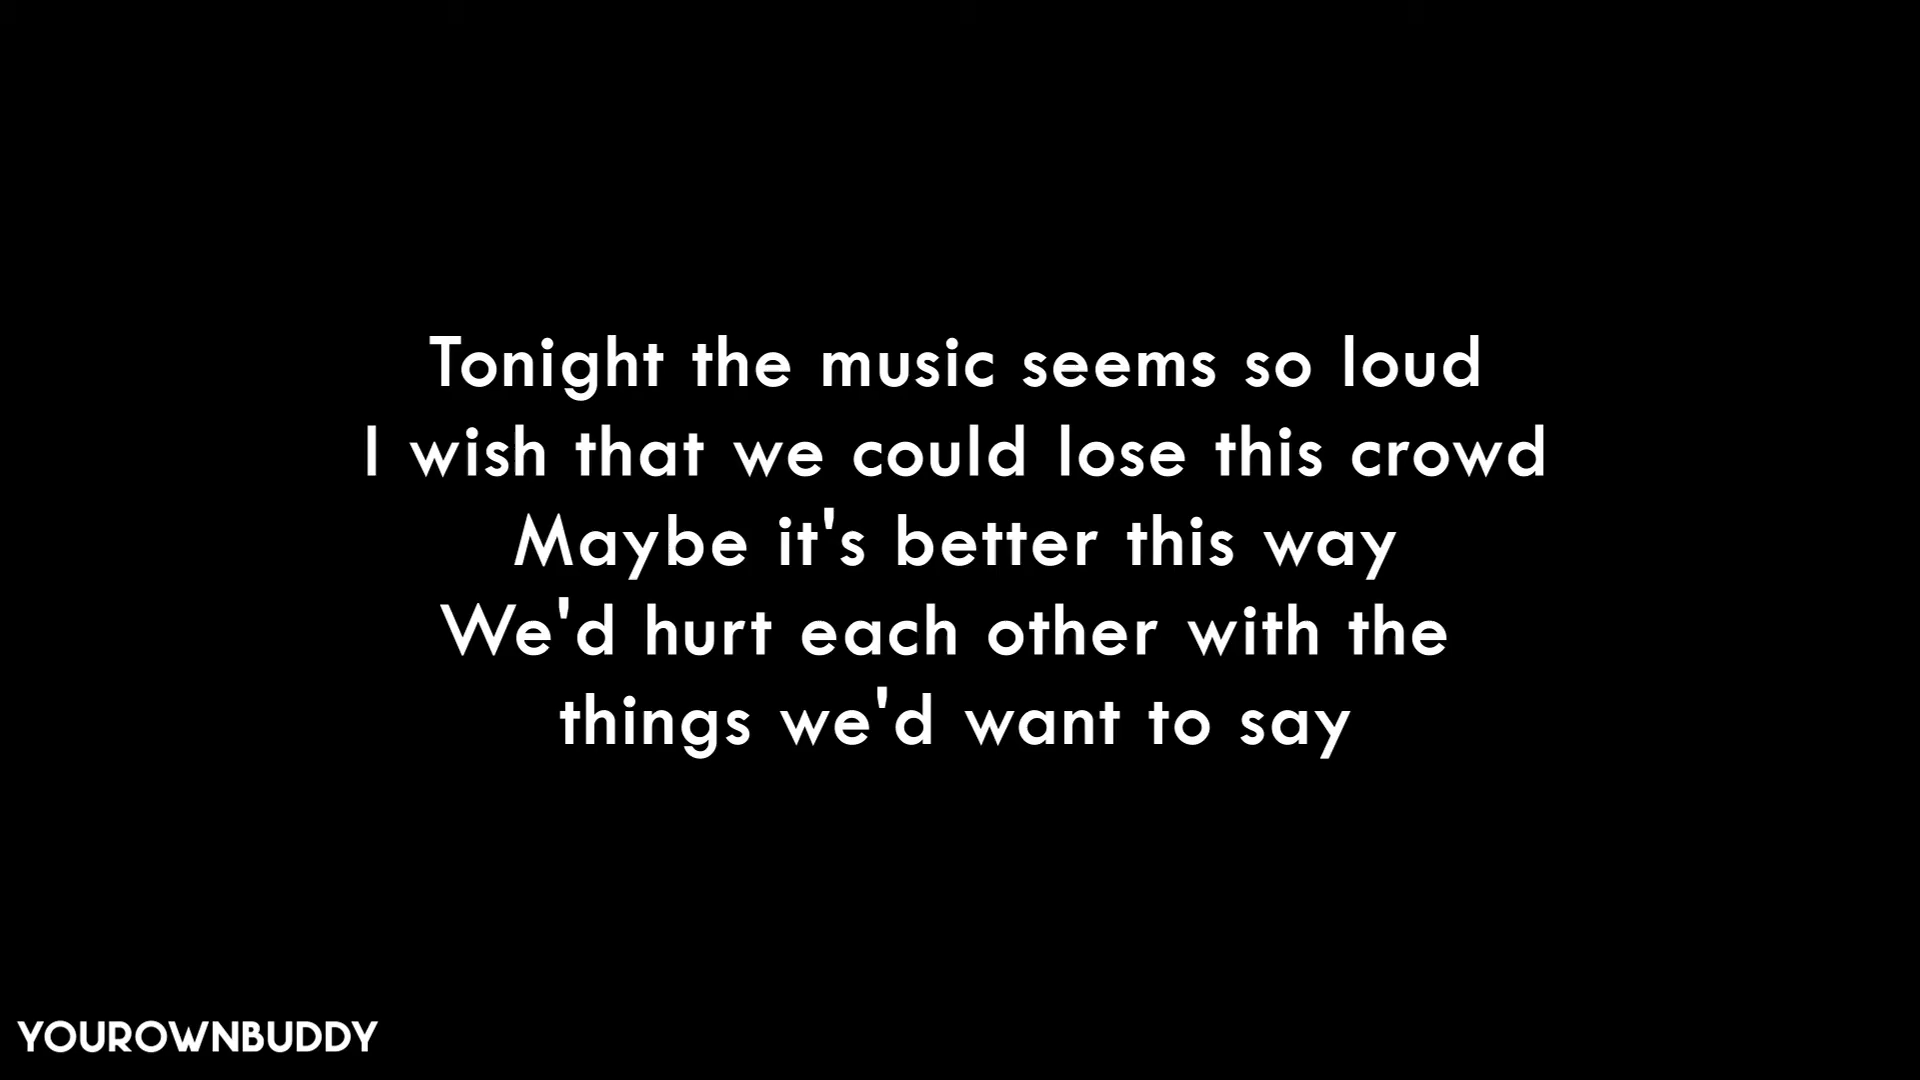 Tonight the music seems so loud
I wish that we could lose this crowd
Maybe it's better this way
We'd hurt each other with the
things we'd want to say
YOUROWNBUDDY